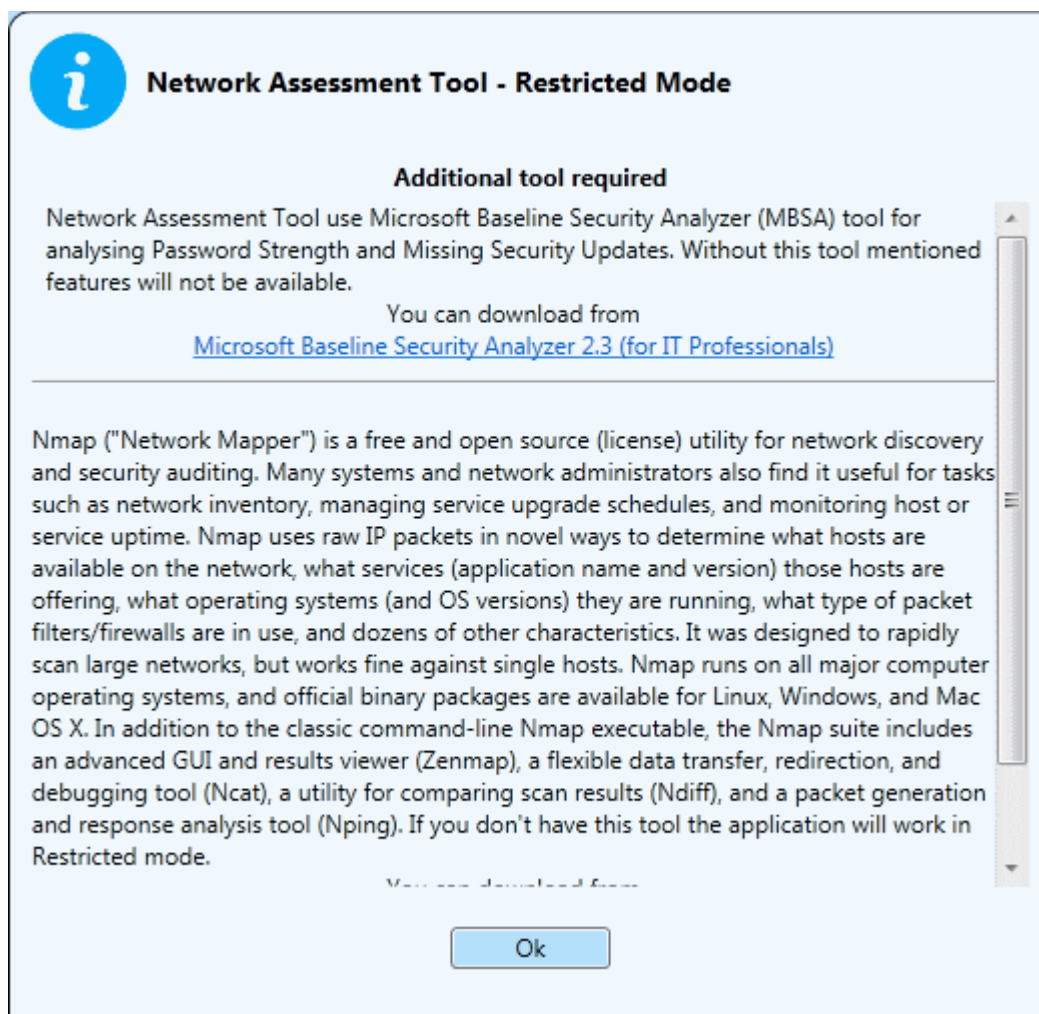 Network Assessment Tool - Restricted Mode
Additional tool required
Network Assessment Tool use Microsoft Baseline Security Analyzer (MBSA) tool for
analysing Password Strength and Missing Security Updates. Without this tool mentioned
features will not be available.
You can download from
Microsoft Baseline Security Analyzer 2.3 (for IT Professionals)
Nmap ("Network Mapper") is a free and open source (license) utility for network discovery
and security auditing. Many systems and network administrators also find it useful for tasks
such as network inventory, managing service upgrade schedules, and monitoring host or
service uptime. Nmap uses raw IP packets in novel ways to determine what hosts are
available on the network, what services (application name and version) those hosts are
offering, what operating systems (and OS versions) they are running, what type of packet
filters/firewalls are in use, and dozens of other characteristics. It was designed to rapidly
scan large networks, but works fine against single hosts. Nmap runs on all major computer
operating systems, and official binary packages are available for Linux, Windows, and Mac
OS X. In addition to the classic command-line Nmap executable, the Nmap suite includes
an advanced GUI and results viewer (Zenmap), a flexible data transfer, redirection, and
debugging tool (Ncat), a utility for comparing scan results (Ndiff), and a packet generation
and response analysis tool (Nping). If you don't have this tool the application will work in
Restricted mode.
You can download from
Ok